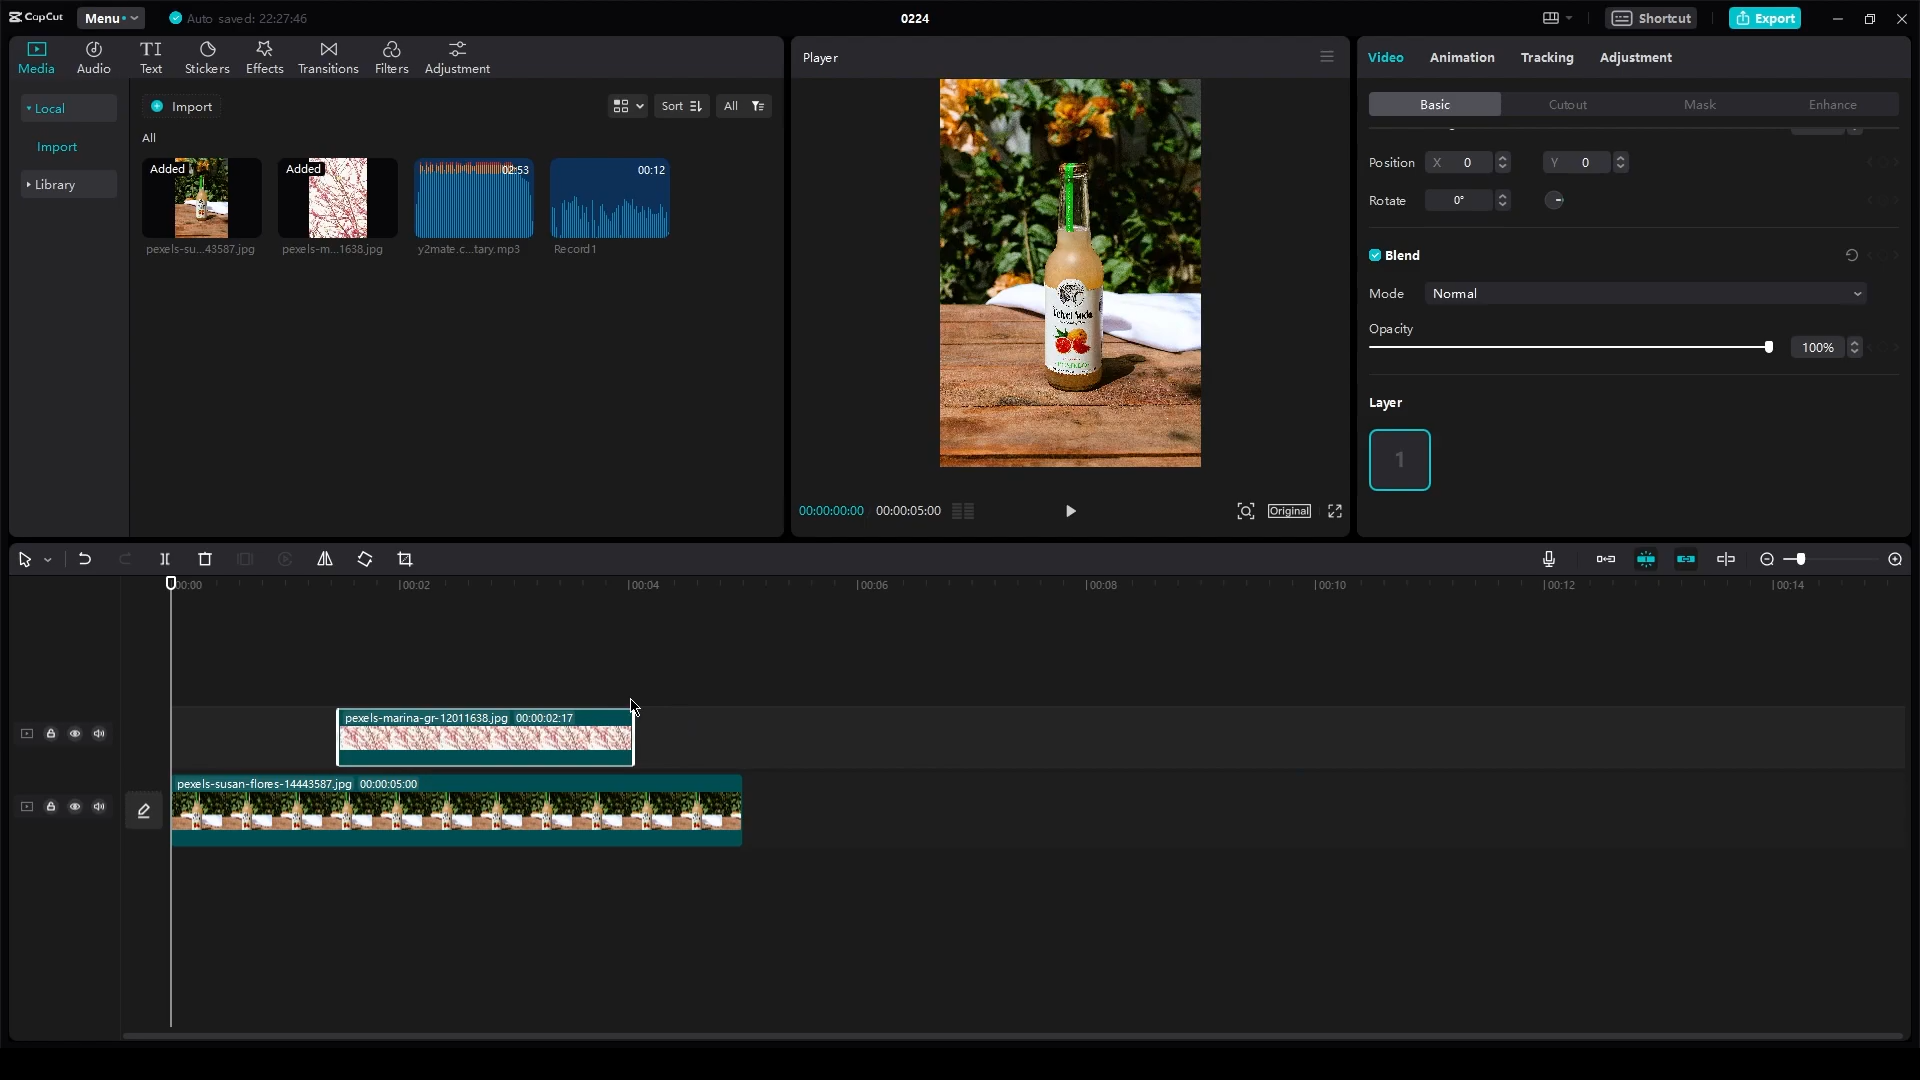 CapCut
Menu
Auto saved: 22:27:46
0224
Shortcut
Export
Media
Audio
TI
Text
Stickers
Effects
Transitions
Filters
Adjustment
Local
Import
Library
Import
Sort
All
All
Added
Added
02:53
00:12
pexels-su...43587.jpg
pexels-m...1638.jpg
y2mate.c...tary.mp3
Record1
Player
00:00:00:00
00:00:05:00
Original
Video
Animation
Tracking
Adjustment
Basic
Cutout
Mask
Enhance
Position
X 0
Y 0
Rotate
0°
Blend
Mode
Normal
Opacity
100%
Layer
1
00:00
00:02
00:04
00:06
00:08
00:10
00:12
00:14
pexels-marina-gr-12011638.jpg 00:00:02:17
pexels-susan-flores-14443587.jpg 00:00:05:00